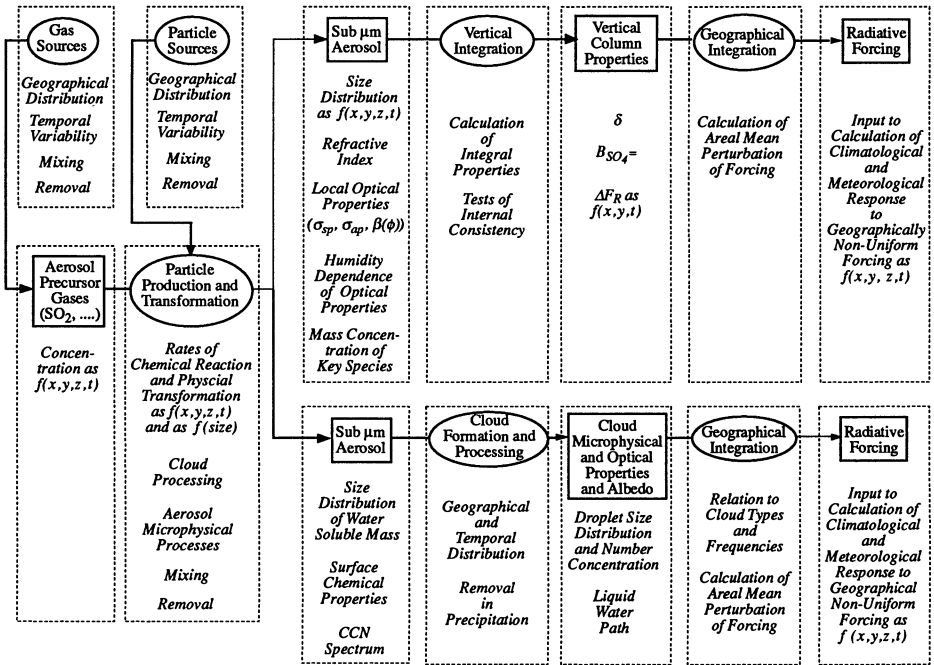 Gas
Sources
Geographical
Distribution
Temporal
Variability
Mixing
Removal
Particle
Sources
Geographical
Distribution
Temporal
Variability
Mixing
Removal
Aerosol
Precursor
Gases
(SO2, ....)
Concen-
tration as
f(x,y,z,t)
Particle
Production and
Transformation
Rates of
Chemical Reaction
and Physcial
Transformation
as f(x,y,z,t)
and as f (size)
Cloud
Processing
Aerosol
Microphysical
Processes
Mixing
Removal
Sub µm
Aerosol
Size
Distribution
as f(x,y,z,t)
Refractive
Index
Local Optical
Properties
(σsp, σap, β(ϕ))
Humidity
Dependence
of Optical
Properties
Mass Concen-
tration of
Key Species
Vertical
Integration
Calculation
of
Integral
Properties
Tests of
Internal
Consistency
Vertical
Column
Properties
δ
BSO4=
ΔFR as
f(x,y,t)
Geographical
Integration
Calculation of
Areal Mean
Perturbation
of Forcing
Radiative
Forcing
Input to
Calculation of
Climatological
and
Meteorological
Response
to
Geographically
Non-Uniform
Forcing as
f(x,y, z,t)
Sub µm
Aerosol
Size
Distribution
of Water
Soluble Mass
Surface
Chemical
Properties
CCN
Spectrum
Cloud
Formation and
Processing
Geographical
and
Temporal
Distribution
Removal
in
Precipitation
Cloud
Microphysical
and Optical
Properties
and Albedo
Droplet Size
Distribution
and Number
Concentration
Liquid
Water
Path
Geographical
Integration
Relation to
Cloud Types
and
Frequencies
Calculation of
Areal Mean
Perturbation
of Forcing
Radiative
Forcing
Input to
Calculation of
Climatological
and
Meteorological
Response to
Geographical
Non-Uniform
Forcing as
f (x,y,z,t)